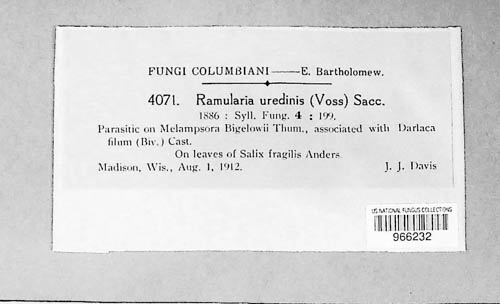 FUNGI COLUMBIANI——E. Bartholomew.
4071. Ramularia uredinis (Voss) Sacc.
1886 : Syll. Fung. 4 : 199.
Parasitic on Melampsora Bigelowii Thum., associated with Darlaca
filum (Biv.) Cast.
On leaves of Salix fragilis Anders
Madison, Wis., Aug. 1, 1912. J. J. Davis
US NATIONAL FUNGUS COLLECTIONS
966232